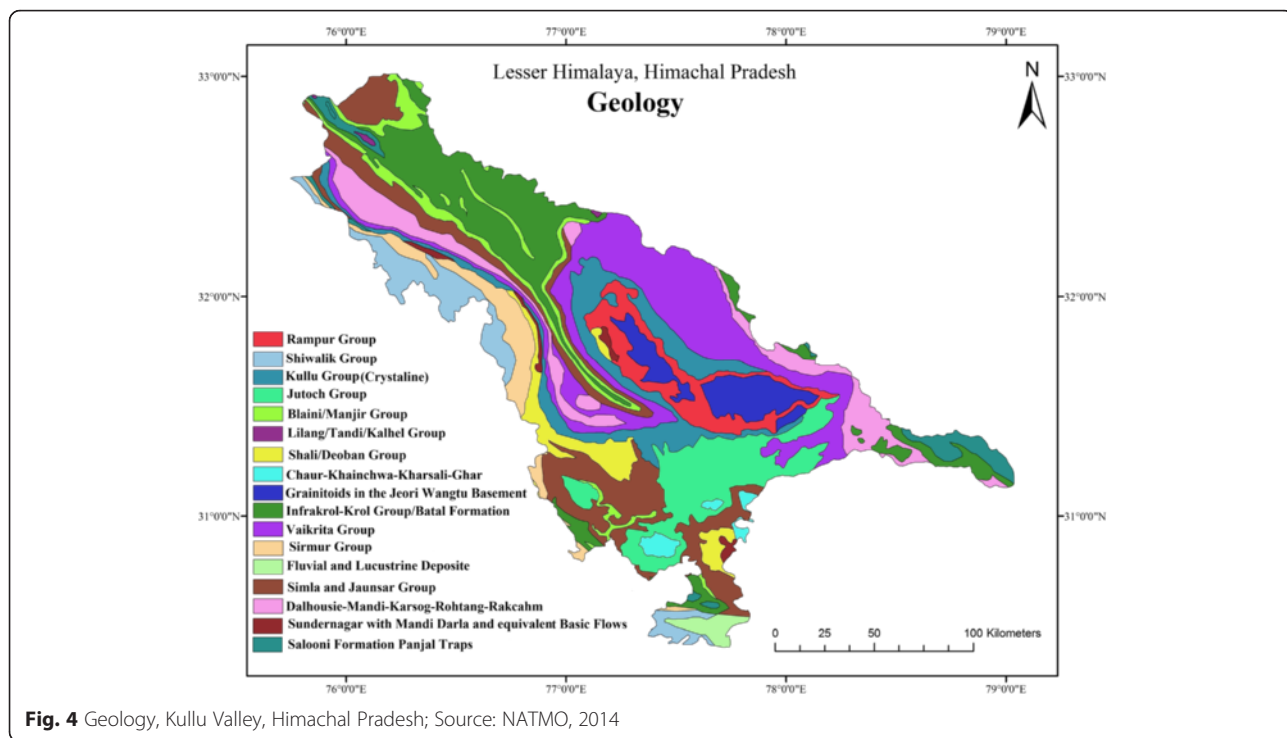 76°0'0"E 77°0'0"E 78°0'0"E 79°0'0"E
Lesser Himalaya, Himachal Pradesh
Geology
N
33°0'0"N 33°0'0"N
32°0'0"N 32°0'0"N
31°0'0"N 31°0'0"N
Rampur Group
Shiwalik Group
Kullu Group(Crystaline)
Jutoch Group
Blaini/Manjir Group
Lilang/Tandi/Kalhel Group
Shali/Deoban Group
Chaur-Khainchwa-Kharsali-Ghar
Grainitoids in the Jeori Wangtu Basement
Infrakrol-Krol Group/Batal Formation
Vaikrita Group
Sirmur Group
Fluvial and Lucustrine Deposite
Simla and Jaunsar Group
Dalhousie-Mandi-Karsog-Rohtang-Rakcahm
Sundernagar with Mandi Darla and equivalent Basic Flows
Salooni Formation Panjal Traps
0 25 50 100 Kilometers
76°0'0"E 77°0'0"E 78°0'0"E 79°0'0"E
Fig. 4 Geology, Kullu Valley, Himachal Pradesh; Source: NATMO, 2014